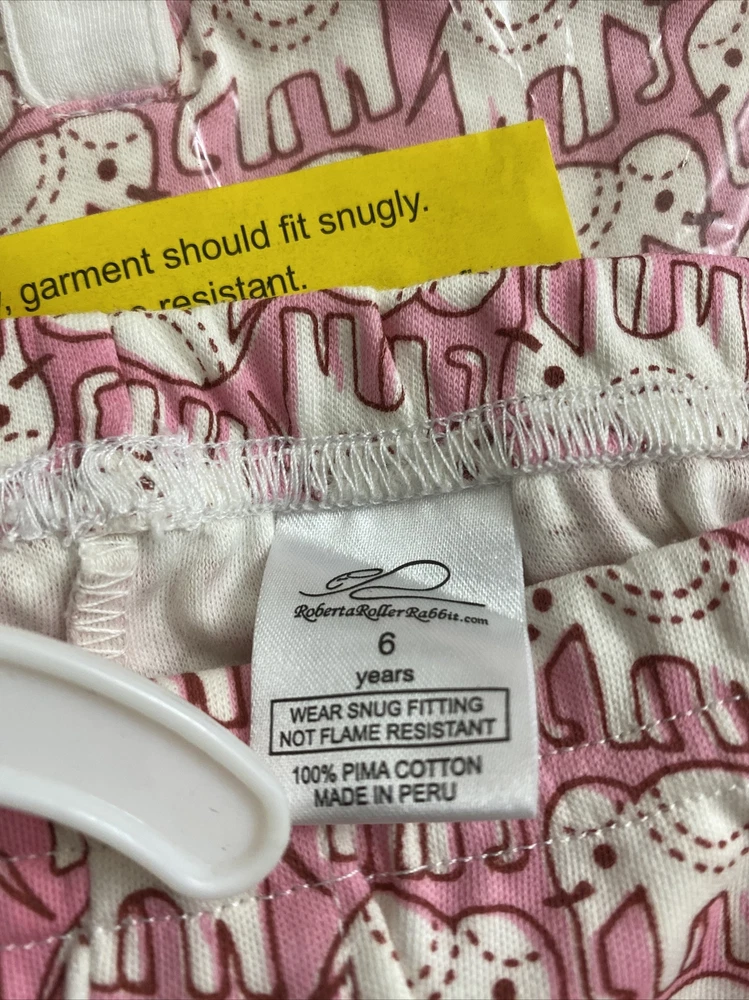 , garment should fit snugly.
resistant.
RobertaRollerRabbit.com
6
years
WEAR SNUG FITTING
NOT FLAME RESISTANT
100% PIMA COTTON
MADE IN PERU